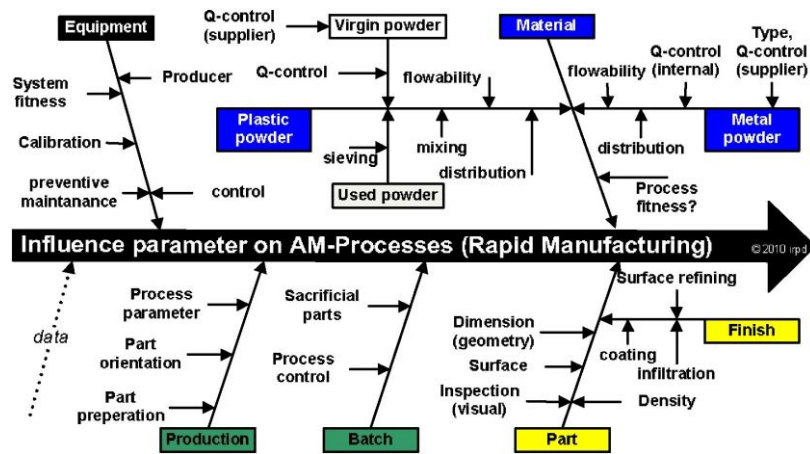 Equipment
Producer
System
fitness
Calibration
preventive
maintanance
control
Q-control
(supplier)
Virgin powder
Q-control
flowability
Plastic
powder
sieving
mixing
distribution
Used powder
Material
flowability
Q-control
(internal)
Type,
Q-control
(supplier)
Metal
powder
distribution
Process
fitness?
Influence parameter on AM-Processes (Rapid Manufacturing)
©2010 irpd
data
Process
parameter
Part
orientation
Part
preperation
Production
Sacrificial
parts
Process
control
Batch
Dimension
(geometry)
Surface
Inspection
(visual)
Density
Part
Surface refining
coating
infiltration
Finish